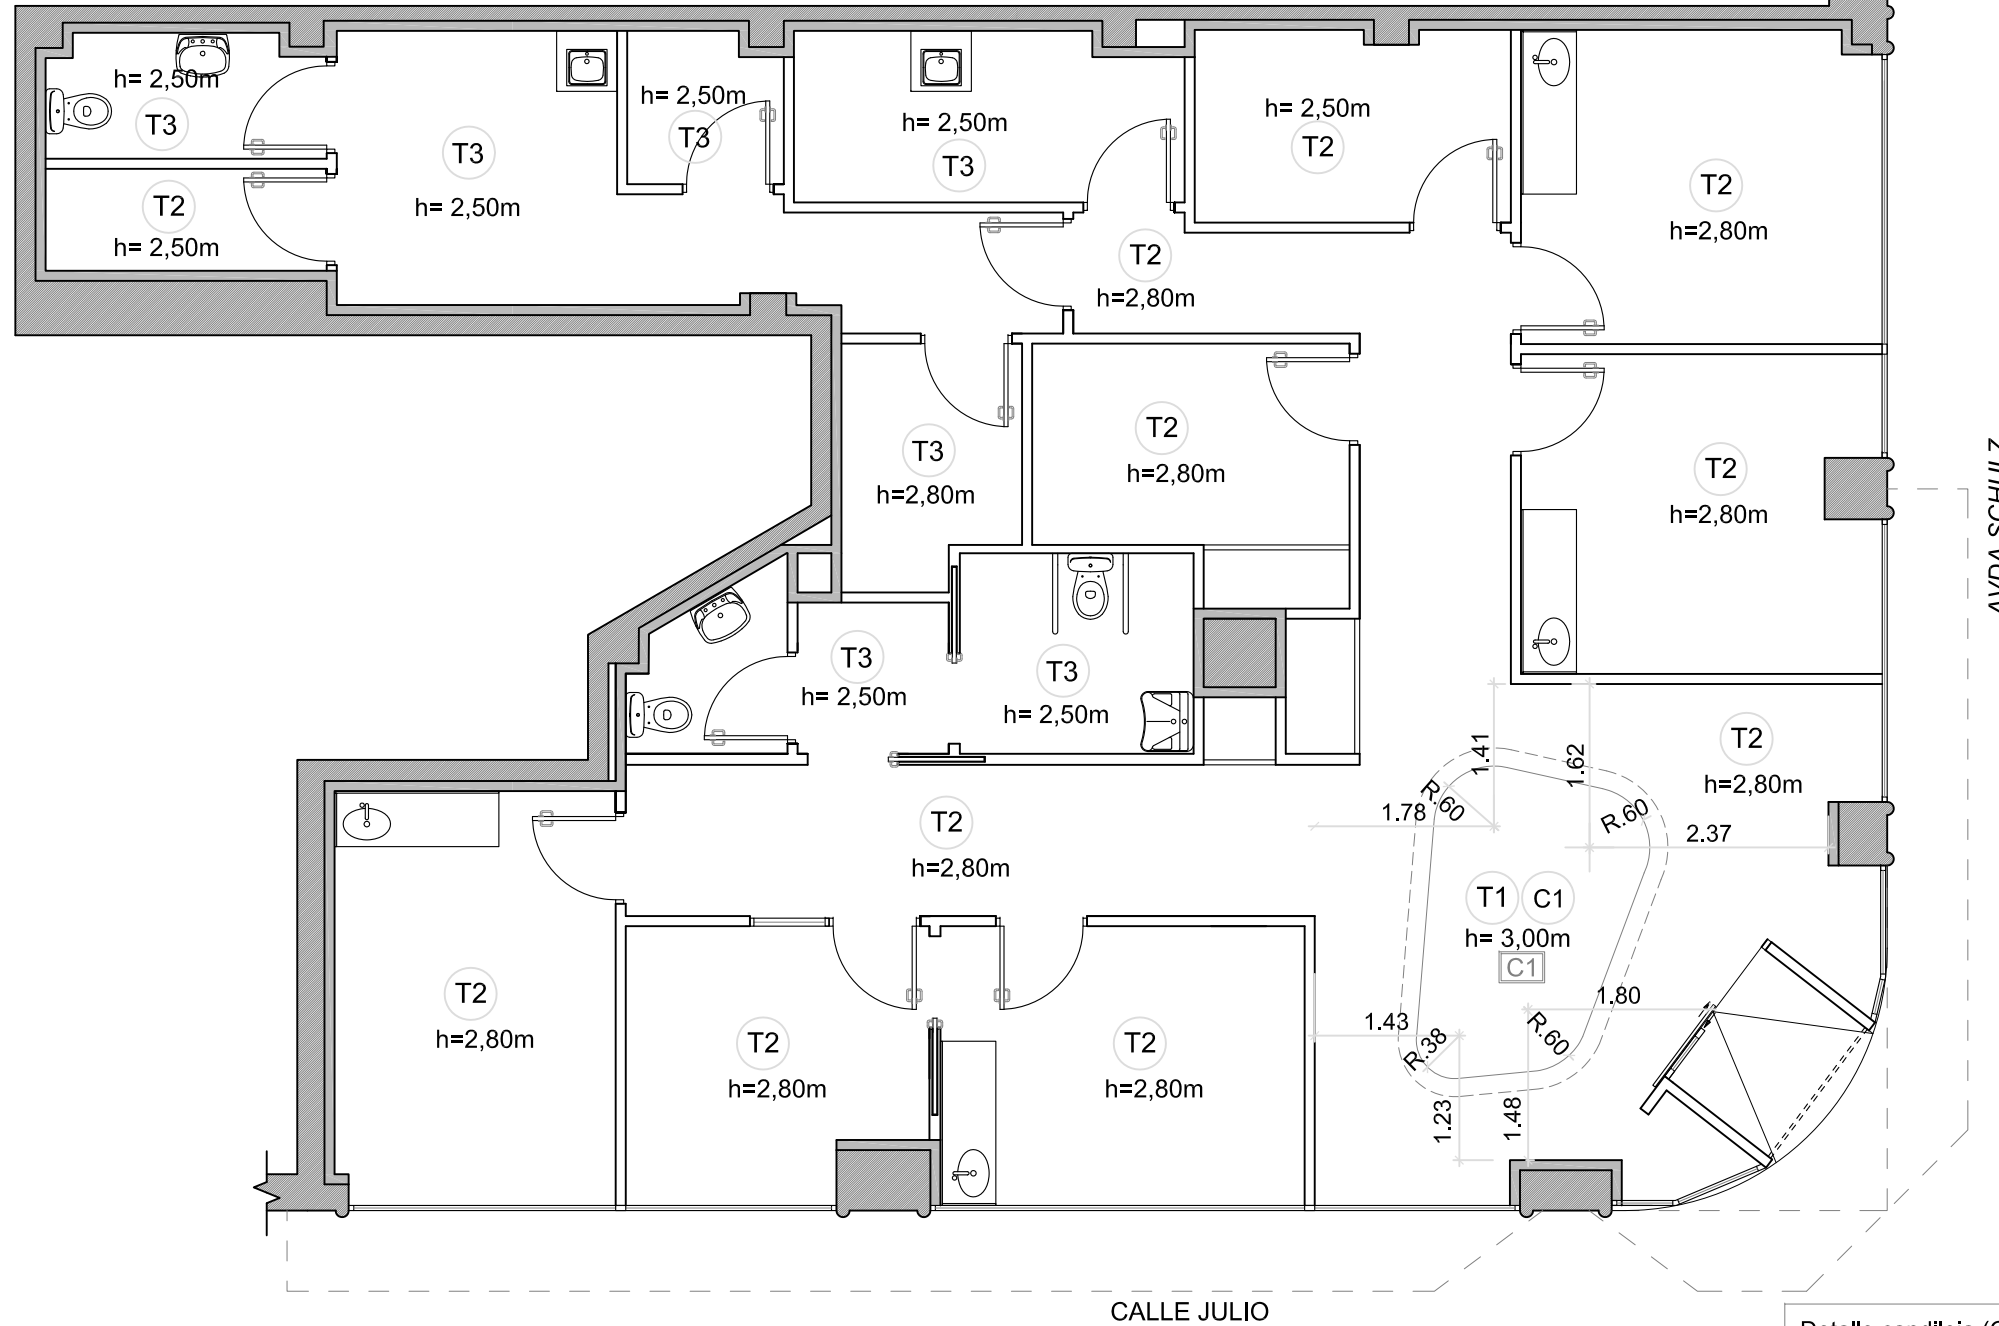 h= 2,50m
T3
T3
h= 2,50m
T2
h= 2,50m
h= 2,50m
T3
h= 2,50m
T3
h= 2,50m
T2
T2
h=2,80m
T2
h=2,80m
T3
h=2,80m
T2
h=2,80m
T2
h=2,80m
T3
h= 2,50m
T3
h= 2,50m
T2
h=2,80m
1.41
1.62
R.60
1.78
R.60
2.37
T2
h=2,80m
T1
C1
h= 3,00m
C1
1.80
1.43
R.38
R.60
1.23
1.48
T2
h=2,80m
T2
h=2,80m
T2
h=2,80m
AVDA SCHULZ
CALLE JULIO